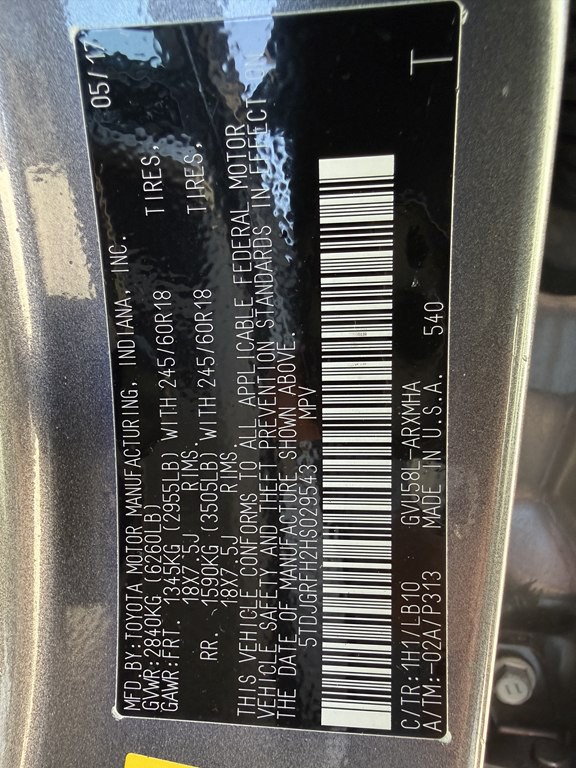 MFD.BY:TOYOTA MOTOR MANUFACTURING, INDIANA, INC. 05/17
GVWR:2840KG (6260LB)
GAWR:FRT. 1345KG (2955LB) WITH 245/60R18 TIRES,
18X7.5J RIMS.
RR. 1590KG (3505LB) WITH 245/60R18 TIRES,
18X7.5J RIMS.
THIS VEHICLE CONFORMS TO ALL APPLICABLE FEDERAL MOTOR
VEHICLE SAFETY AND THEFT PREVENTION STANDARDS IN EFFECT ON
THE DATE OF MANUFACTURE SHOWN ABOVE.
5TDJGRFH2HS029543 MPV
C/TR:1H1/LB10 GVU58L-ARXMHA T
A/TM:-02A/P313 MADE IN U.S.A. 540